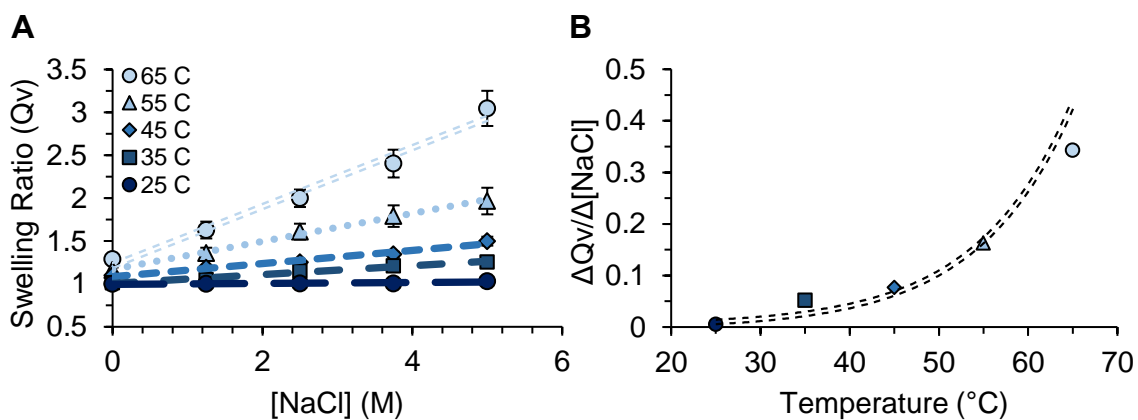 A
Swelling Ratio (Qv)
3.5
3
2.5
2
1.5
1
0.5
65 C
55 C
45 C
35 C
25 C
0
2
4
6
[NaCl] (M)
B
ΔQv/Δ[NaCl]
0.5
0.4
0.3
0.2
0.1
0
20
30
40
50
60
70
Temperature (°C)